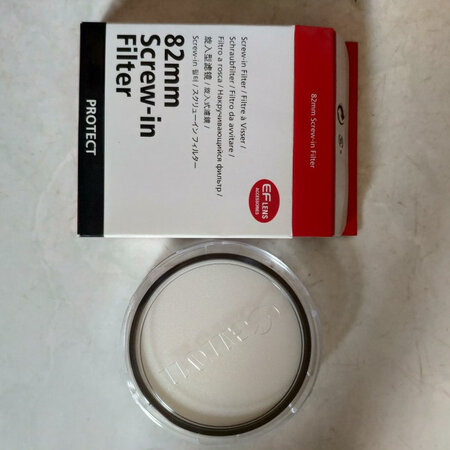 82mm
Screw-in
Filter
PROTECT
Screw-in Filter / Filtre à Visser /
Schraubfilter / Filtro da avvitare /
Filtro a rosca / Накручивающийся фильтр /
旋入型滤镜 / 旋入式濾鏡 /
Screw-in 필터 / スクリューイン フィルター
EF LENS
ACCESSORIES
82mm Screw-in Filter
Canon